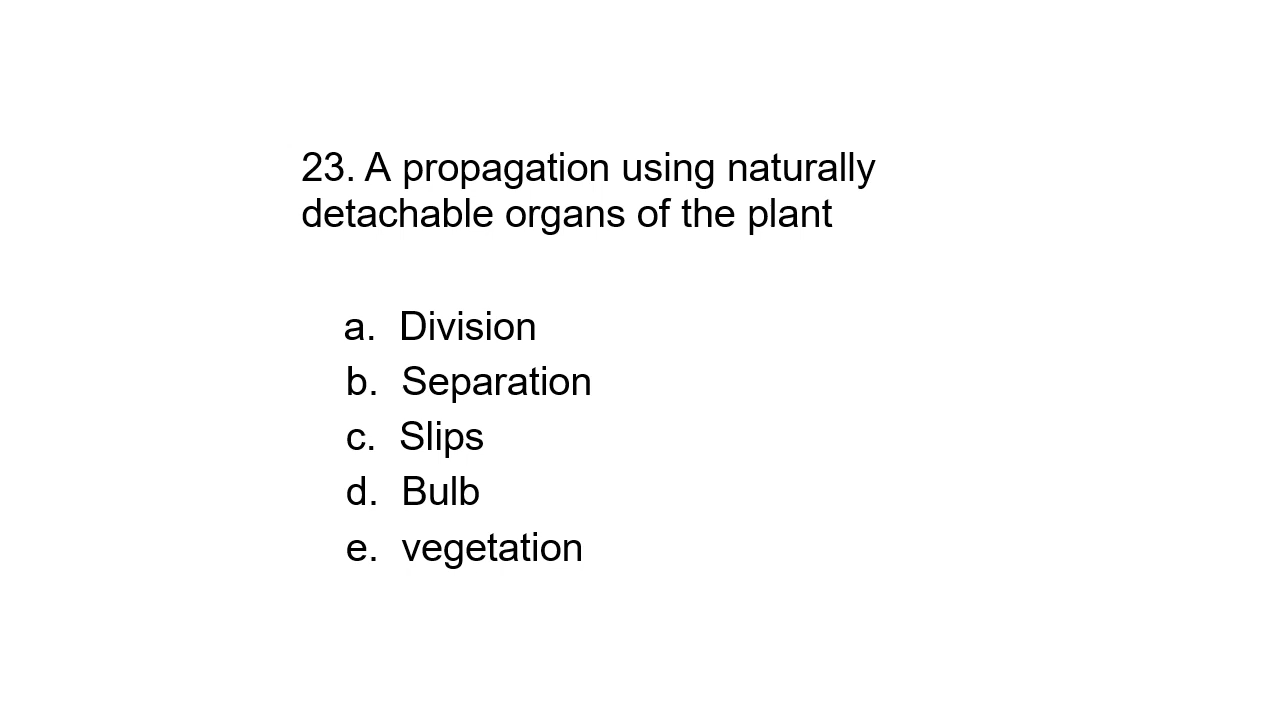 23. A propagation using naturally
detachable organs of the plant
a. Division
b. Separation
c. Slips
d. Bulb
e. vegetation